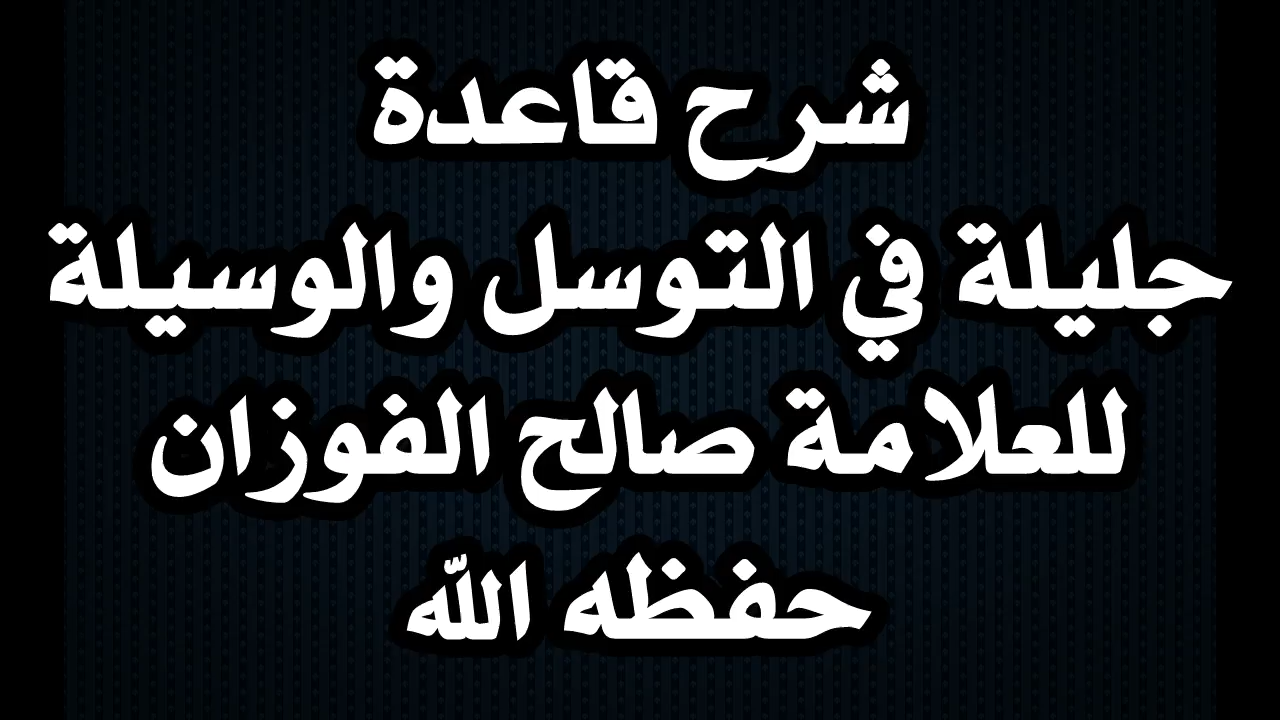 شرح قاعدة
جليلة في التوسل والوسيلة
للعلامة صالح الفوزان
حفظه الله